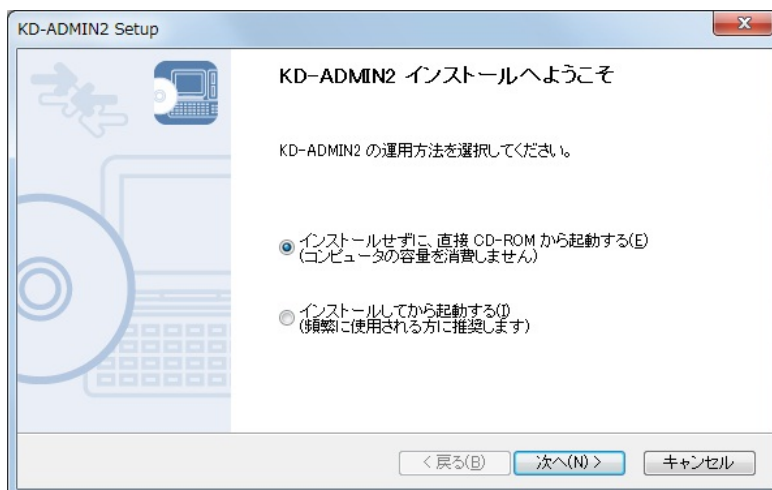 KD-ADMIN2 Setup
KD-ADMIN2 インストールへようこそ
KD-ADMIN2 の運用方法を選択してください。
インストールせずに、直接 CD-ROM から起動する(E)
(コンピュータの容量を消費しません)
インストールしてから起動する(I)
(頻繁に使用される方に推奨します)
< 戻る(B)
次へ(N) >
キャンセル